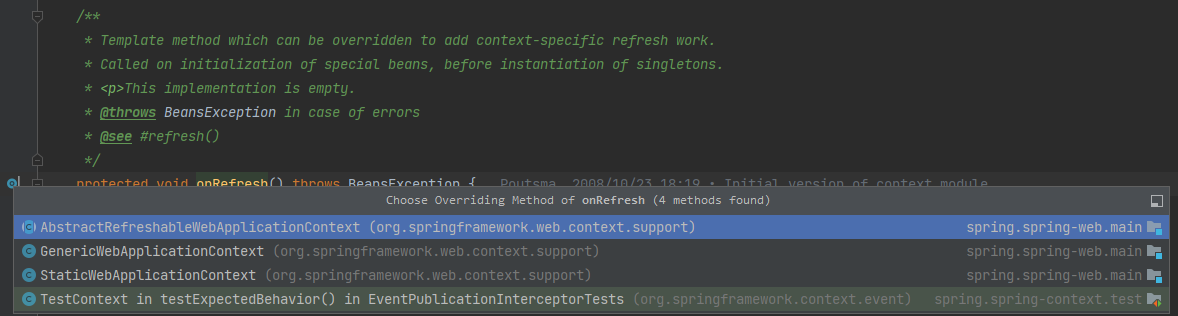 /**
* Template method which can be overridden to add context-specific refresh work.
* Called on initialization of special beans, before instantiation of singletons.
* <p>This implementation is empty.
* @throws BeansException in case of errors
* @see #refresh()
*/
protected void onRefresh() throws BeansException { Poutsma, 2008/10/23 18:19 • Initial version of context module
Choose Overriding Method of onRefresh (4 methods found)
AbstractRefreshableWebApplicationContext (org.springframework.web.context.support) spring.spring-web.main
GenericWebApplicationContext (org.springframework.web.context.support) spring.spring-web.main
StaticWebApplicationContext (org.springframework.web.context.support) spring.spring-web.main
TestContext in testExpectedBehavior() in EventPublicationInterceptorTests (org.springframework.context.event) spring.spring-context.test